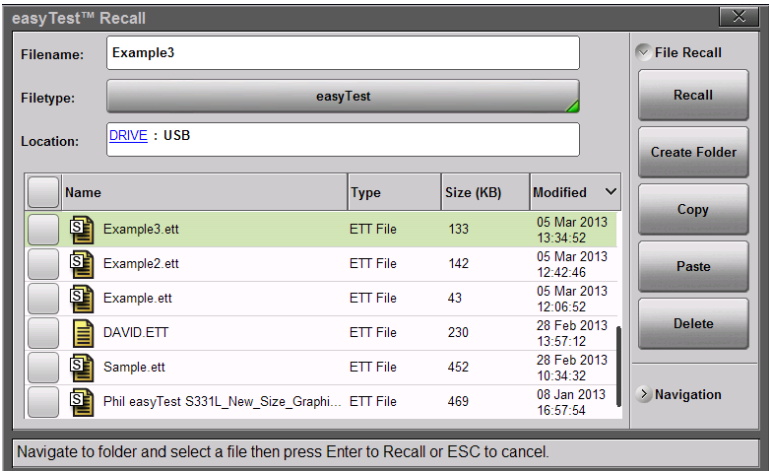 easyTest™ Recall
Filename: Example3
File Recall
Filetype: easyTest
Recall
Location: DRIVE : USB
Create Folder
Name Type Size (KB) Modified
Copy
S Example3.ett ETT File 133 05 Mar 2013 13:34:52
S Example2.ett ETT File 142 05 Mar 2013 12:42:46
Paste
S Example.ett ETT File 43 05 Mar 2013 12:06:52
DAVID.ETT ETT File 230 28 Feb 2013 13:57:12
Delete
S Sample.ett ETT File 452 28 Feb 2013 10:34:32
S Phil easyTest S331L_New_Size_Graphi... ETT File 469 08 Jan 2013 16:57:54
Navigation
Navigate to folder and select a file then press Enter to Recall or ESC to cancel.